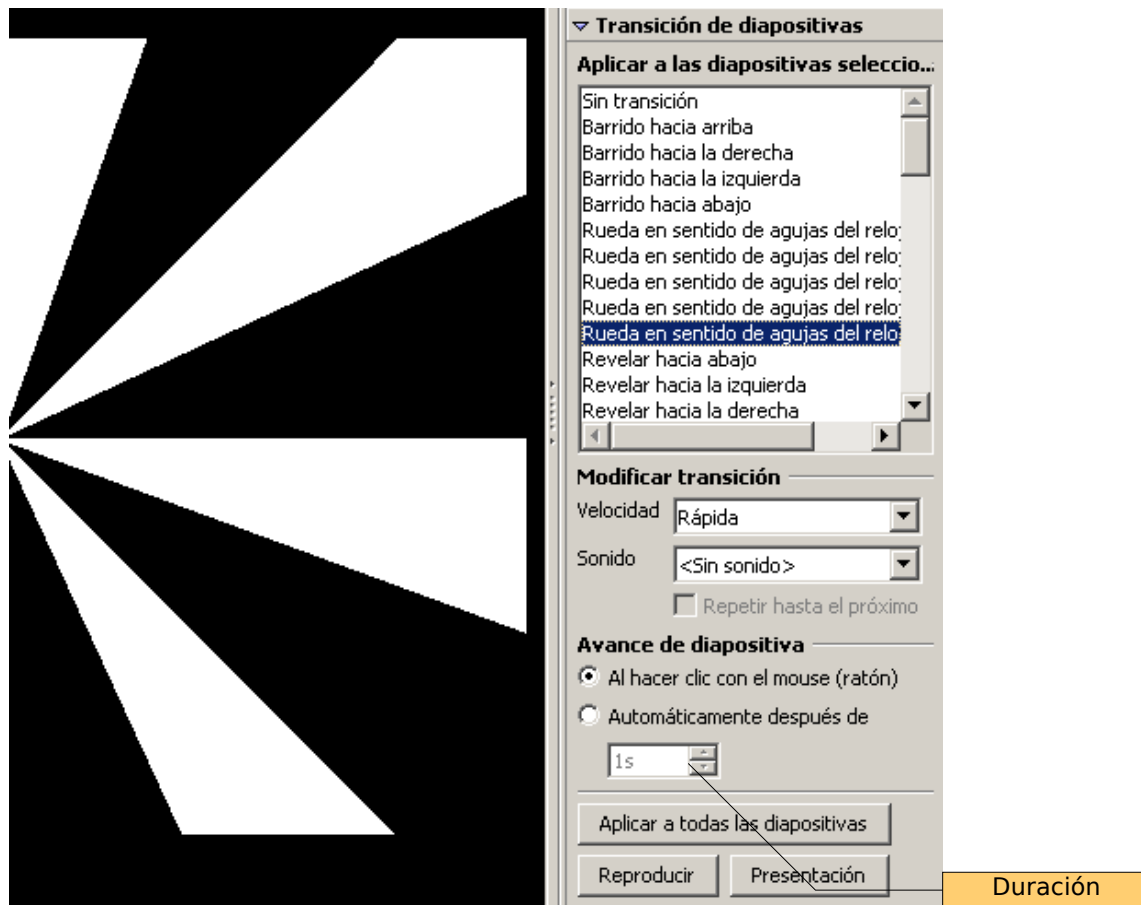 Transición de diapositivas
Aplicar a las diapositivas seleccio...
Sin transición
Barrido hacia arriba
Barrido hacia la derecha
Barrido hacia la izquierda
Barrido hacia abajo
Rueda en sentido de agujas del reloj
Rueda en sentido de agujas del reloj
Rueda en sentido de agujas del reloj
Rueda en sentido de agujas del reloj
Rueda en sentido de agujas del relo
Revelar hacia abajo
Revelar hacia la izquierda
Revelar hacia la derecha
Modificar transición
Velocidad
Rápida
Sonido
<Sin sonido>
Repetir hasta el próximo
Avance de diapositiva
Al hacer clic con el mouse (ratón)
Automáticamente después de
1s
Aplicar a todas las diapositivas
Reproducir
Presentación
Duración